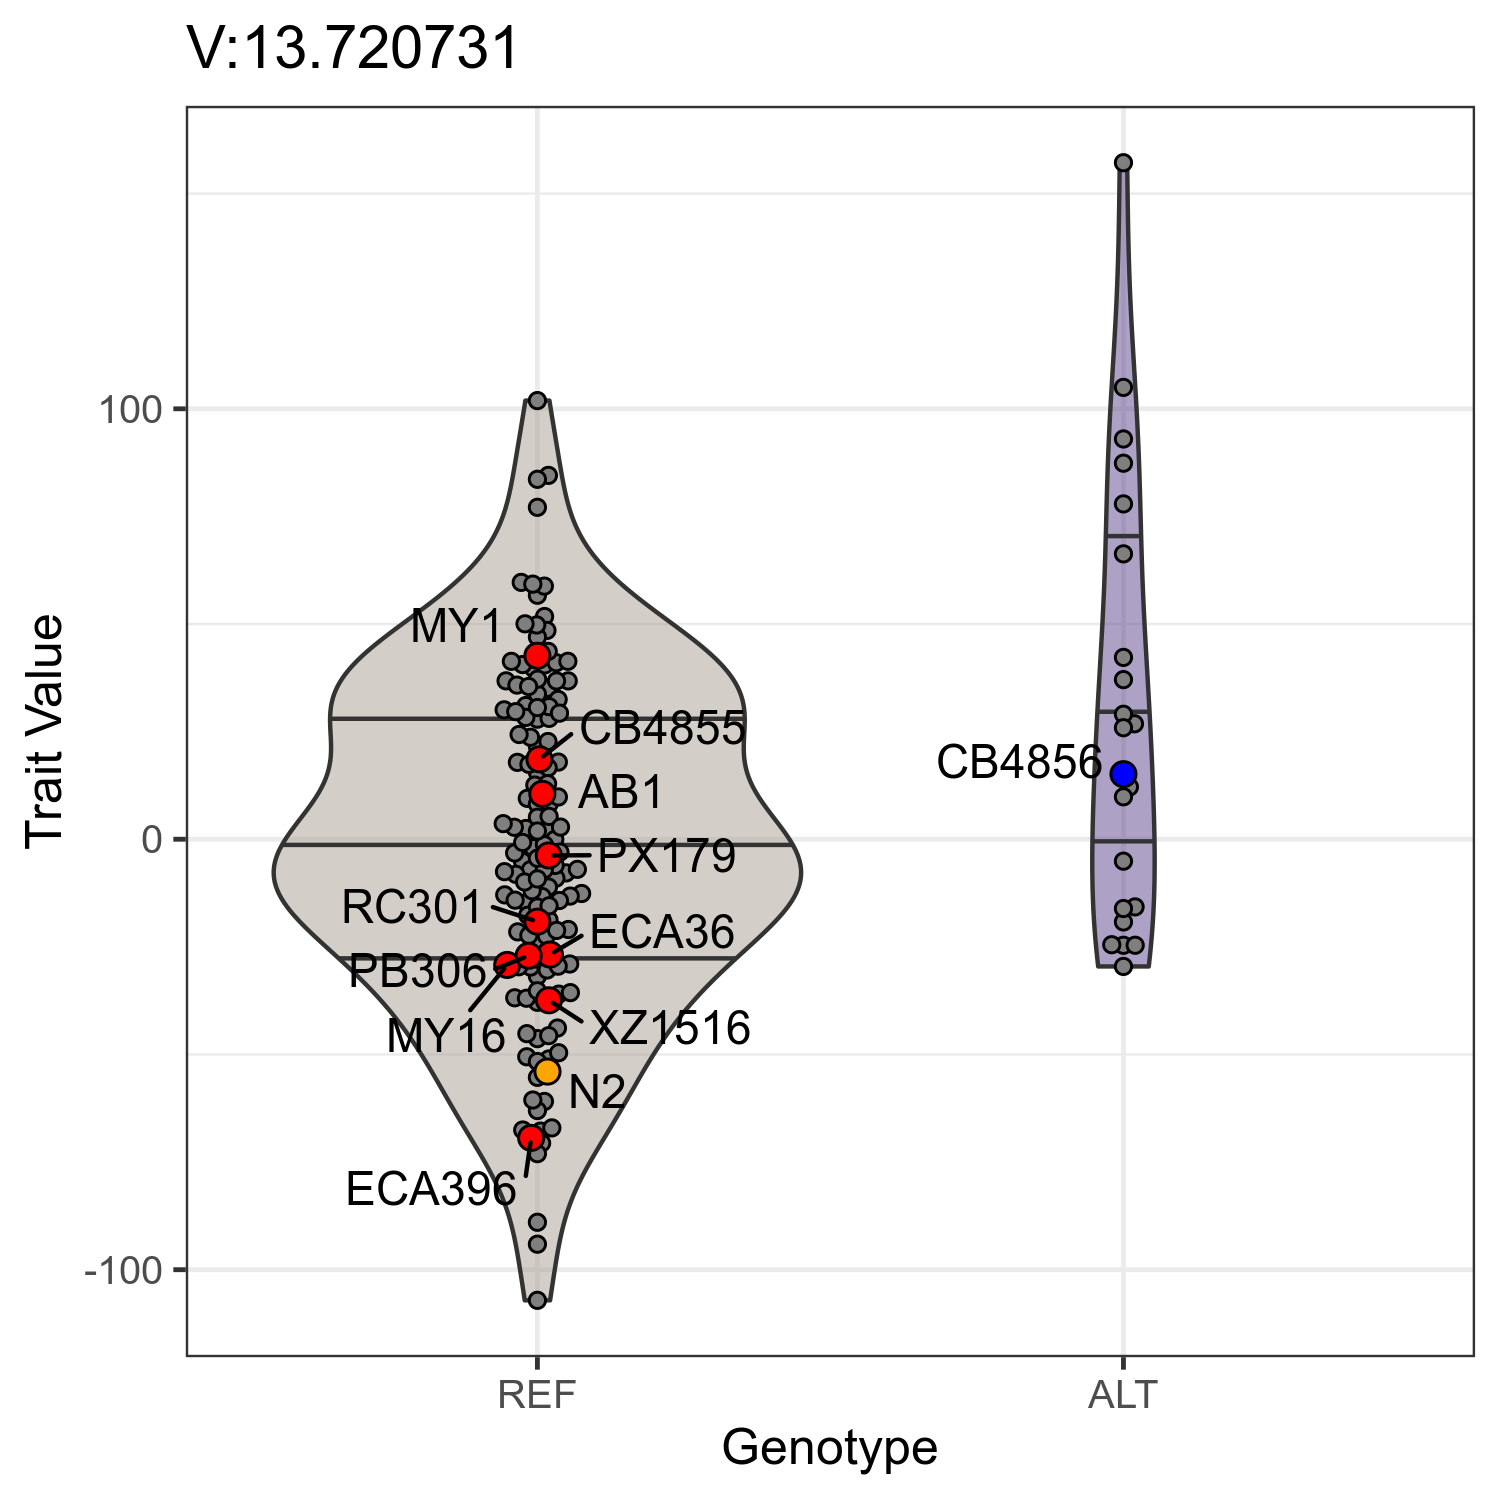 V:13.720731
Trait Value
100
0
-100
MY1
CB4855
CB4856
AB1
PX179
RC301
ECA36
PB306
MY16
XZ1516
N2
ECA396
REF
ALT
Genotype